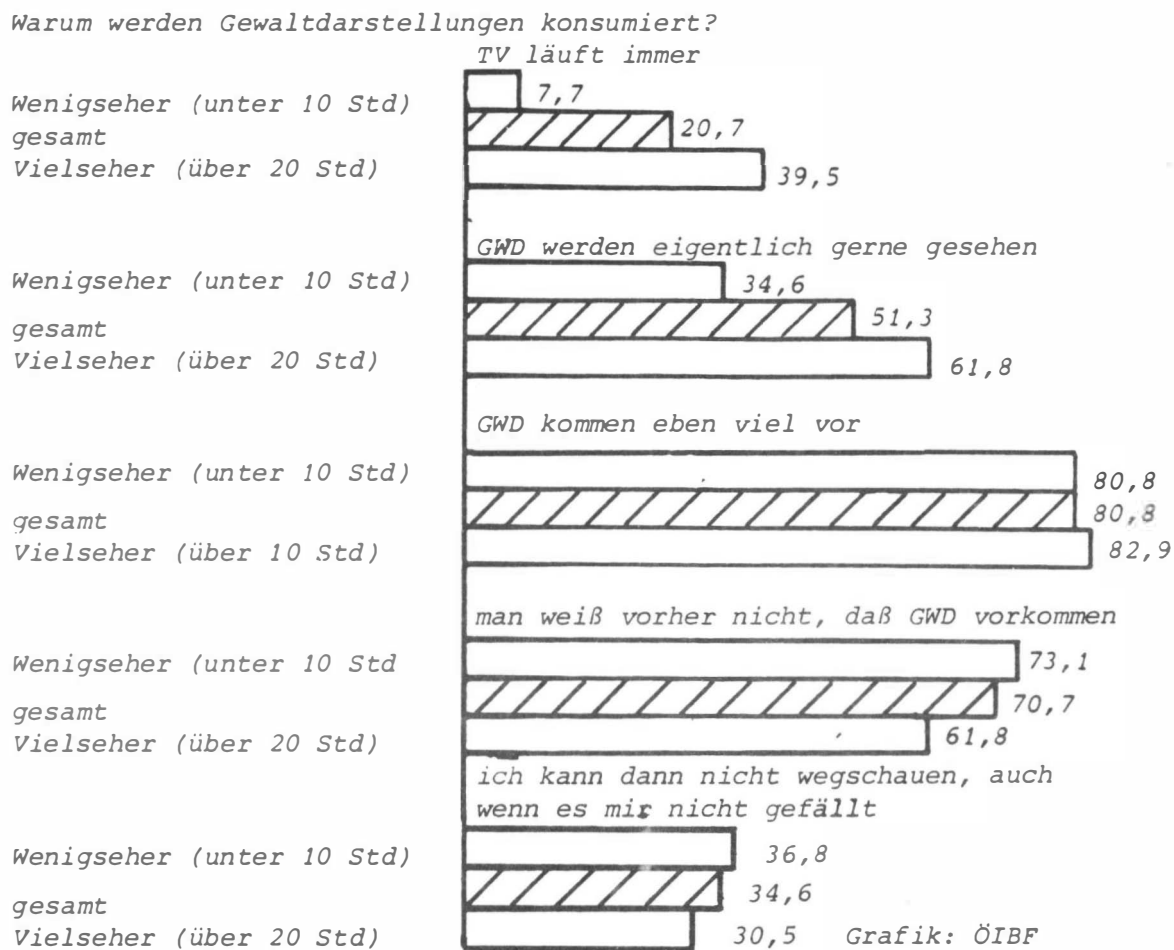 Warum werden Gewaltdarstellungen konsumiert?
TV läuft immer
Wenigseher (unter 10 Std) 7,7
gesamt 20,7
Vielseher (über 20 Std) 39,5
GWD werden eigentlich gerne gesehen
Wenigseher (unter 10 Std) 34,6
gesamt 51,3
Vielseher (über 20 Std) 61,8
GWD kommen eben viel vor
Wenigseher (unter 10 Std) 80,8
gesamt 80,8
Vielseher (über 10 Std) 82,9
man weiß vorher nicht, daß GWD vorkommen
Wenigseher (unter 10 Std 73,1
gesamt 70,7
Vielseher (über 20 Std) 61,8
ich kann dann nicht wegschauen, auch
wenn es mir nicht gefällt
Wenigseher (unter 10 Std) 36,8
gesamt 34,6
Vielseher (über 20 Std) 30,5 Grafik: ÖIBF